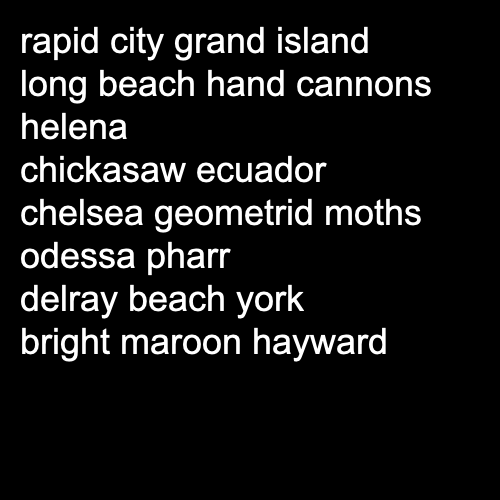 rapid city grand island
long beach hand cannons
helena
chickasaw ecuador
chelsea geometrid moths
odessa pharr
delray beach york
bright maroon hayward